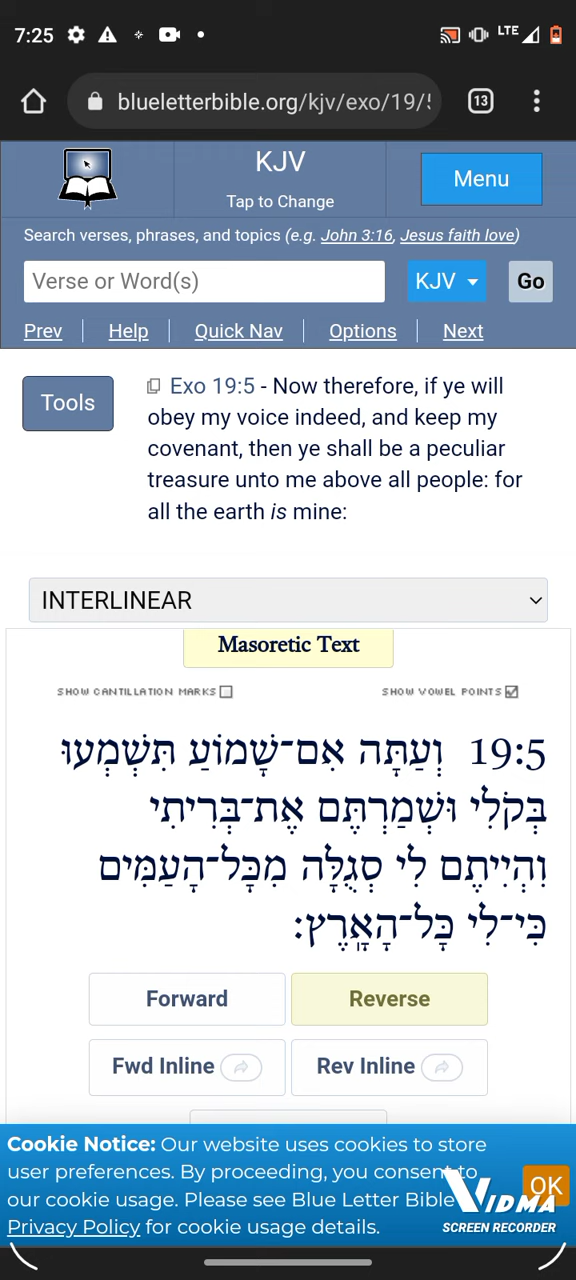 7:25 LTE
blueletterbible.org/kjv/exo/19/5 13
KJV
Tap to Change
Menu
Search verses, phrases, and topics (e.g. John 3:16, Jesus faith love)
Verse or Word(s) KJV Go
Prev Help Quick Nav Options Next
Tools
Exo 19:5 - Now therefore, if ye will
obey my voice indeed, and keep my
covenant, then ye shall be a peculiar
treasure unto me above all people: for
all the earth is mine:
INTERLINEAR
Masoretic Text
SHOW CANTILLATION MARKS SHOW VOWEL POINTS
19:5 וְעַתָּה אִם־שָׁמוֹעַ תִּשְׁמְעוּ
בְּקֹלִי וּשְׁמַרְתֶּם אֶת־בְּרִיתִי
וִהְיִיתֶם לִי סְגֻלָּה מִכָּל־הָעַמִּים
כִּי־לִי כָּל־הָאָֽרֶץ׃
Forward Reverse
Fwd Inline Rev Inline
Cookie Notice: Our website uses cookies to store
user preferences. By proceeding, you consent to
our cookie usage. Please see Blue Letter Bible
Privacy Policy for cookie usage details.
OK
VIDMA
SCREEN RECORDER